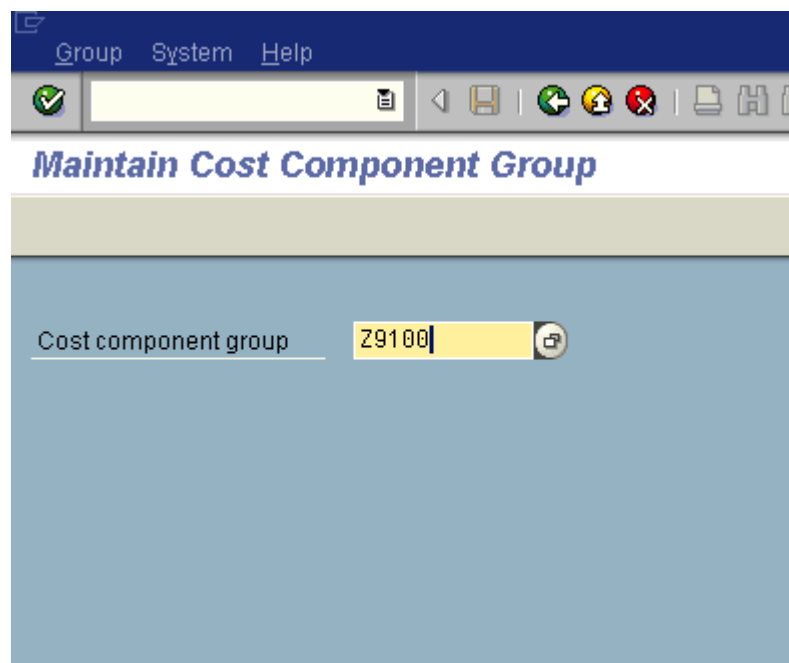 Group System Help
Maintain Cost Component Group
Cost component group Z9100